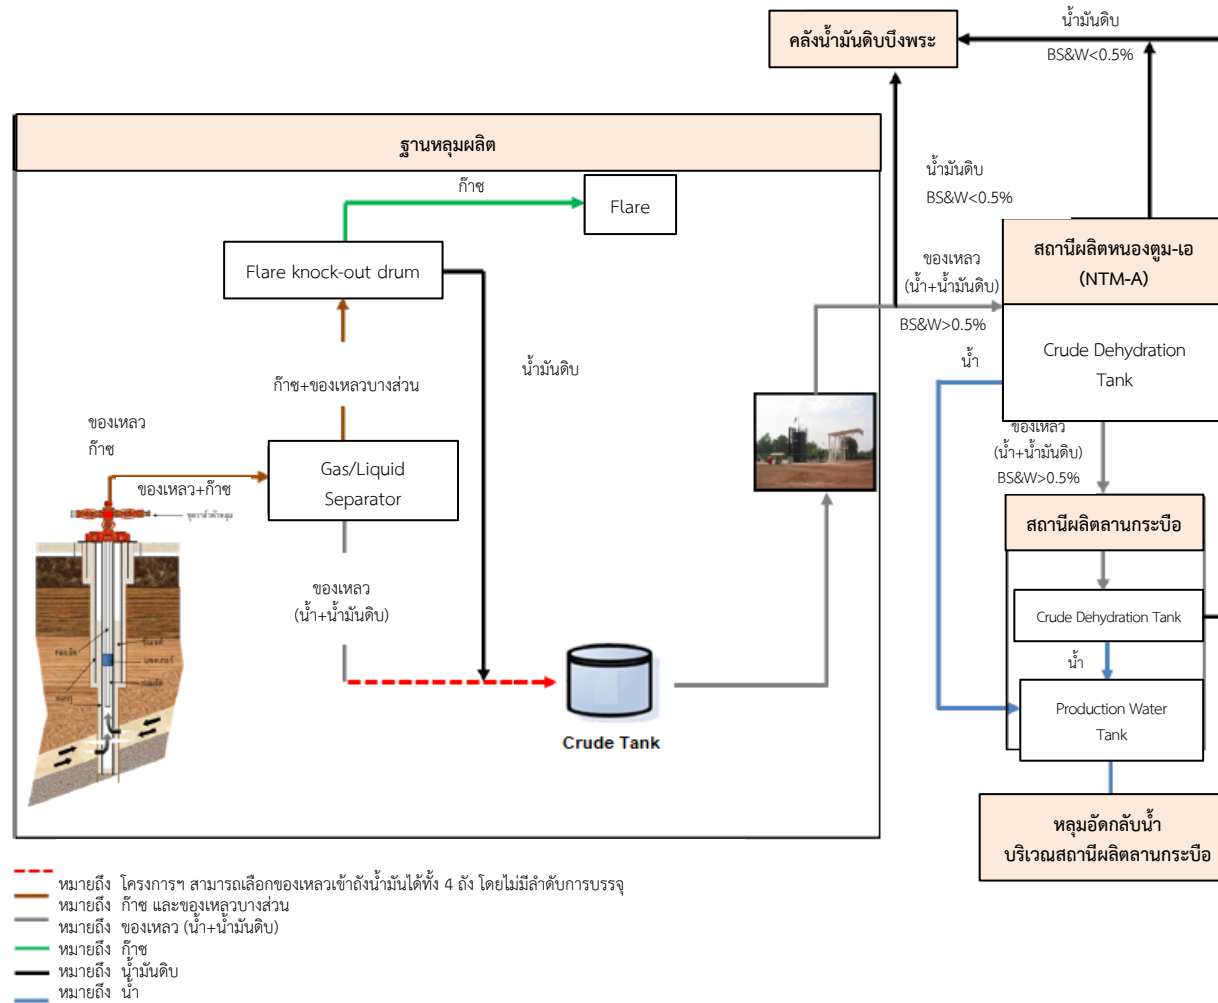 น้ำมันดิบ
คลังน้ำมันดิบบึงพระ
BS&W<0.5%
ฐานหลุมผลิต
น้ำมันดิบ
BS&W<0.5%
ก๊าซ
Flare
Flare knock-out drum
น้ำมันดิบ
ก๊าซ+ของเหลวบางส่วน
ของเหลว
ก๊าซ
ของเหลว+ก๊าซ
Gas/Liquid
Separator
ชุดวาล์วหัวหลุม
ของเหลว
(น้ำ+น้ำมันดิบ)
Crude Tank
ของเหลว
(น้ำ+น้ำมันดิบ)
BS&W>0.5%
สถานีผลิตหนองตูม-เอ
(NTM-A)
Crude Dehydration
Tank
น้ำ
ของเหลว
(น้ำ+น้ำมันดิบ)
BS&W>0.5%
สถานีผลิตลานกระบือ
Crude Dehydration Tank
น้ำ
Production Water
Tank
หลุมอัดกลับน้ำ
บริเวณสถานีผลิตลานกระบือ
หมายถึง โครงการฯ สามารถเลือกของเหลวเข้าถังน้ำมันได้ทั้ง 4 ถัง โดยไม่มีลำดับการบรรจุ
หมายถึง ก๊าซ และของเหลวบางส่วน
หมายถึง ของเหลว (น้ำ+น้ำมันดิบ)
หมายถึง ก๊าซ
หมายถึง น้ำมันดิบ
หมายถึง น้ำ